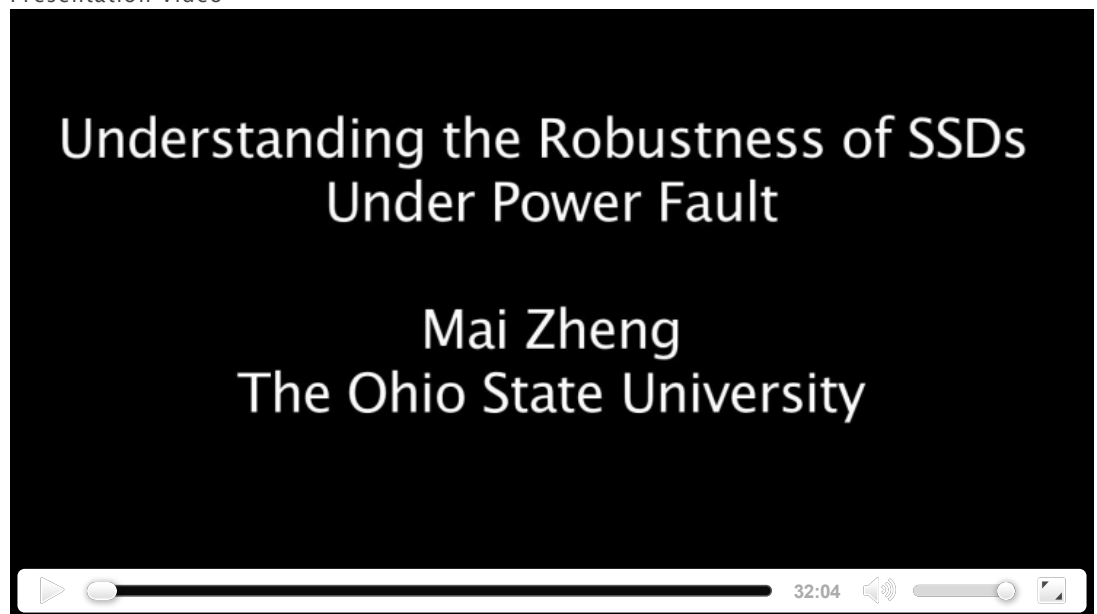 Presentation Video
Understanding the Robustness of SSDs
Under Power Fault
Mai Zheng
The Ohio State University
32:04